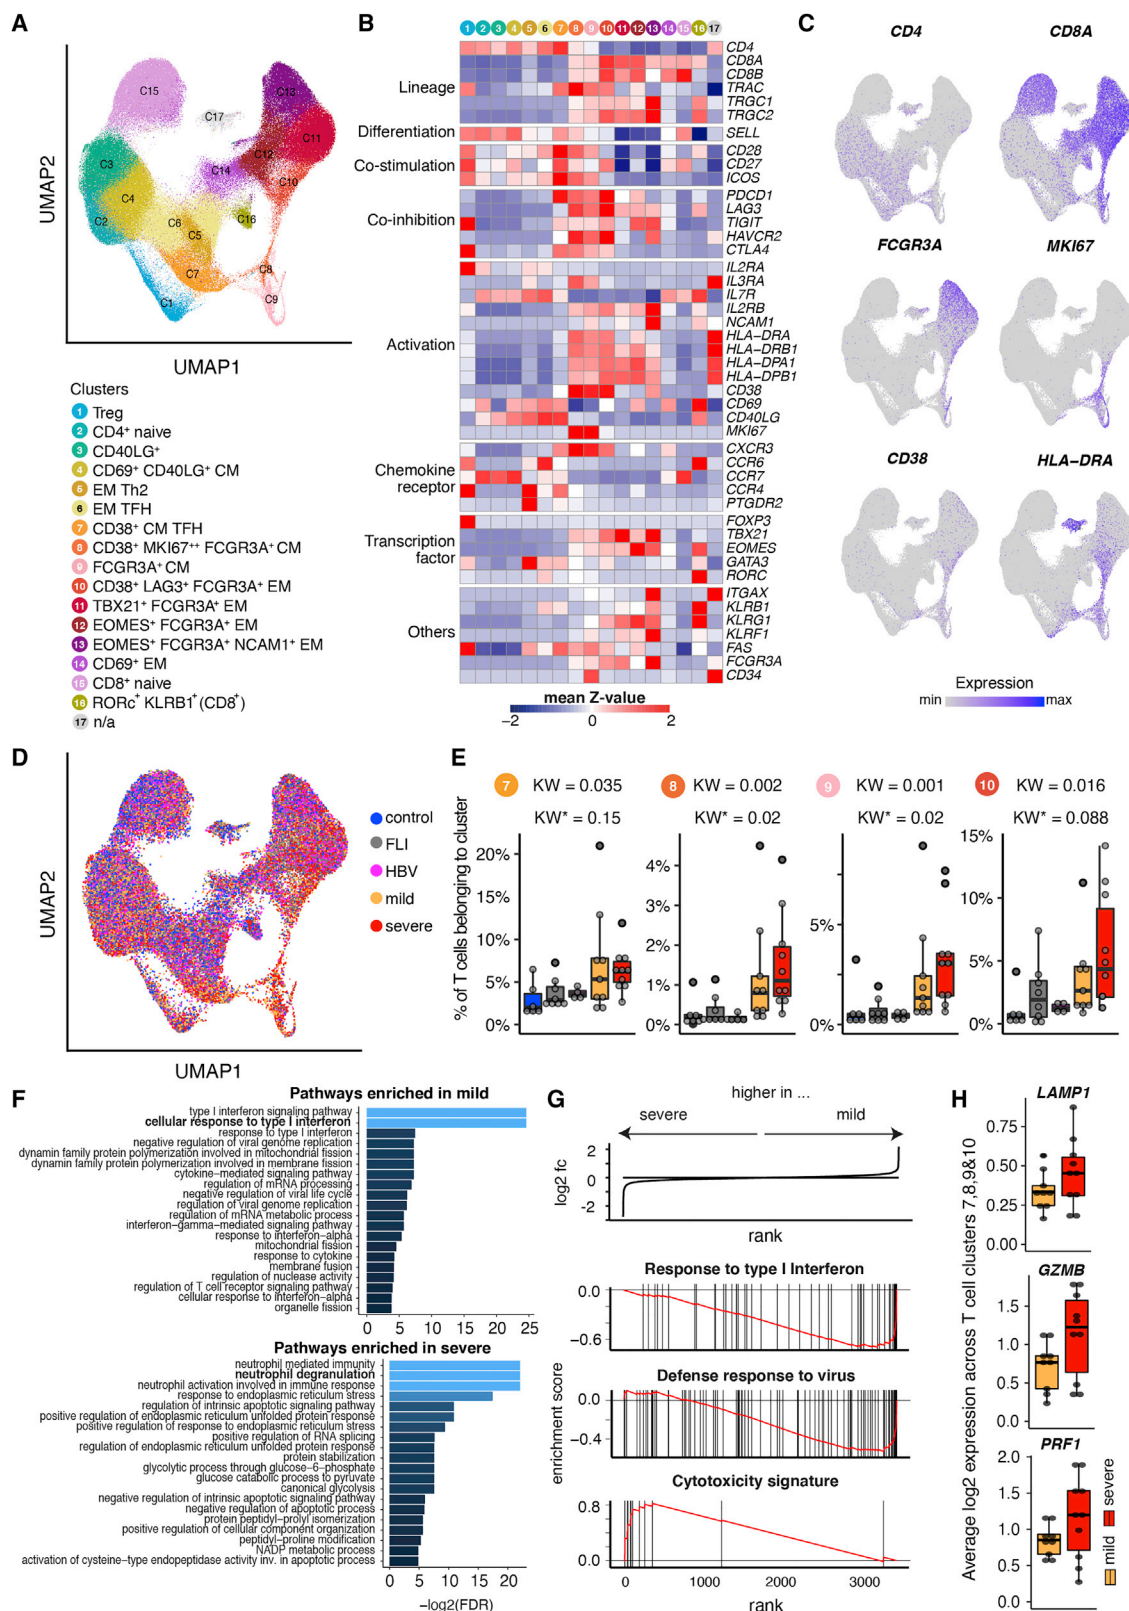 A
UMAP2
UMAP1
C15
C13
C17
C11
C12
C3
C14
C10
C4
C2
C6
C16
C5
C7
C8
C1
C9
Clusters
1 Treg
2 CD4+ naive
3 CD40LG+
4 CD69+ CD40LG+ CM
5 EM Th2
6 EM TFH
7 CD38+ CM TFH
8 CD38+ MKI67++ FCGR3A+ CM
9 FCGR3A+ CM
10 CD38+ LAG3+ FCGR3A+ EM
11 TBX21+ FCGR3A+ EM
12 EOMES+ FCGR3A+ EM
13 EOMES+ FCGR3A+ NCAM1+ EM
14 CD69+ EM
15 CD8+ naive
16 RORc+ KLRB1+ (CD8+)
17 n/a
B
1 2 3 4 5 6 7 8 9 10 11 12 13 14 15 16 17
Lineage
CD4
CD8A
CD8B
TRAC
TRGC1
TRGC2
Differentiation
SELL
Co-stimulation
CD28
CD27
ICOS
Co-inhibition
PDCD1
LAG3
TIGIT
HAVCR2
CTLA4
Activation
IL2RA
IL3RA
IL7R
IL2RB
NCAM1
HLA-DRA
HLA-DRB1
HLA-DPA1
HLA-DPB1
CD38
CD69
CD40LG
MKI67
Chemokine
receptor
CXCR3
CCR6
CCR7
CCR4
PTGDR2
Transcription
factor
FOXP3
TBX21
EOMES
GATA3
RORC
Others
ITGAX
KLRB1
KLRG1
KLRF1
FAS
FCGR3A
CD34
mean Z-value
-2 0 2
C
CD4 CD8A
FCGR3A MKI67
CD38 HLA-DRA
Expression
min max
D
UMAP2
UMAP1
control
FLI
HBV
mild
severe
E
% of T cells belonging to cluster
7 KW = 0.035
KW* = 0.15
20%
15%
10%
5%
0%
8 KW = 0.002
KW* = 0.02
4%
3%
2%
1%
0%
9 KW = 0.001
KW* = 0.02
5%
0%
10 KW = 0.016
KW* = 0.088
15%
10%
5%
0%
F
Pathways enriched in mild
type I interferon signaling pathway
cellular response to type I interferon
response to type I interferon
negative regulation of viral genome replication
dynamin family protein polymerization involved in mitochondrial fission
dynamin family protein polymerization involved in membrane fission
cytokine-mediated signaling pathway
regulation of mRNA processing
negative regulation of viral life cycle
regulation of viral genome replication
regulation of mRNA metabolic process
interferon-gamma-mediated signaling pathway
response to interferon-alpha
mitochondrial fission
response to cytokine
membrane fusion
regulation of nuclease activity
regulation of T cell receptor signaling pathway
cellular response to interferon-alpha
organelle fission
0 5 10 15 20 25
Pathways enriched in severe
neutrophil mediated immunity
neutrophil degranulation
neutrophil activation involved in immune response
response to endoplasmic reticulum stress
regulation of intrinsic apoptotic signaling pathway
positive regulation of endoplasmic reticulum unfolded protein response
positive regulation of response to endoplasmic reticulum stress
positive regulation of RNA splicing
regulation of endoplasmic reticulum unfolded protein response
protein stabilization
glycolytic process through glucose-6-phosphate
glucose catabolic process to pyruvate
canonical glycolysis
negative regulation of intrinsic apoptotic signaling pathway
negative regulation of apoptotic process
protein peptidyl-prolyl isomerization
positive regulation of cellular component organization
peptidyl-proline modification
NADP metabolic process
activation of cysteine-type endopeptidase activity inv. in apoptotic process
0 5 10 15 20
-log2(FDR)
G
higher in ...
severe mild
log2 fc
2
0
-2
rank
enrichment score
Response to type I Interferon
0.0
-0.6
Defense response to virus
0.0
-0.4
Cytotoxicity signature
0.8
0.0
0 1000 2000 3000
rank
H
Average log2 expression across T cell clusters 7,8,9&10
LAMP1
0.75
0.50
0.25
0.00
GZMB
1.5
1.0
0.5
0.0
PRF1
2.0
1.5
1.0
0.5
0.0
mild severe